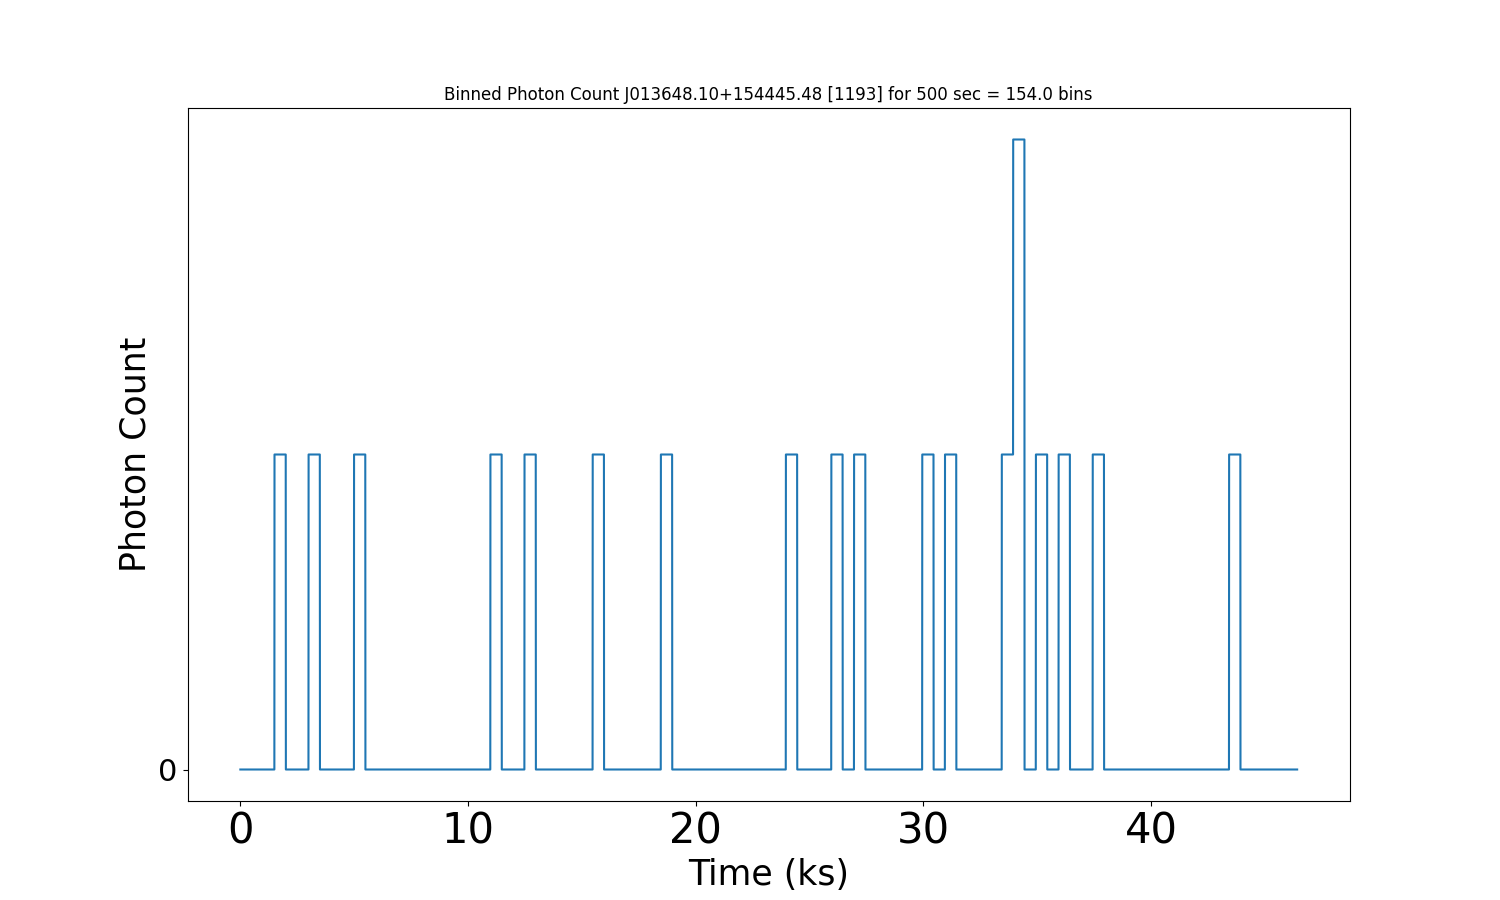 Binned Photon Count J013648.10+154445.48 [1193] for 500 sec = 154.0 bins
Photon Count
0
0 10 20 30 40
Time (ks)